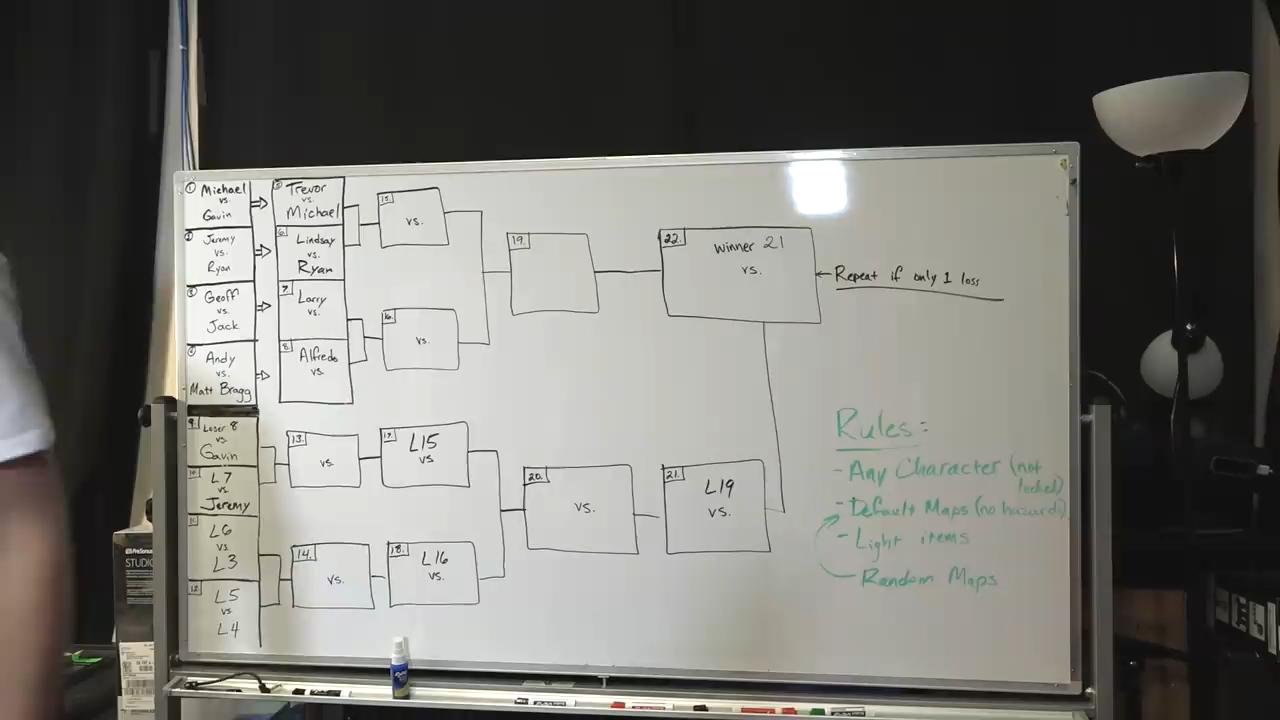 1 Michael
vs.
Gavin
2 Jeremy
vs.
Ryan
3 Geoff
vs.
Jack
4 Andy
vs.
Matt Bragg
5 Trevor
vs.
Michael
6. Lindsay
vs.
Ryan
7. Larry
vs.
8. Alfredo
vs.
15.
vs.
16.
vs.
19.
22.
Winner 21
vs.
Repeat if only 1 loss
9. Loser 8
vs.
Gavin
10. L7
vs.
Jeremy
11. L6
vs.
L3
12. L5
vs
L4
13.
vs.
17. L15
vs
14.
vs.
18. L16
vs.
20.
vs.
21.
L19
vs.
Rules:
- Any Character (not
locked)
- Default Maps (no hazards)
- Light items
Random Maps
PreSonus
STUDIO